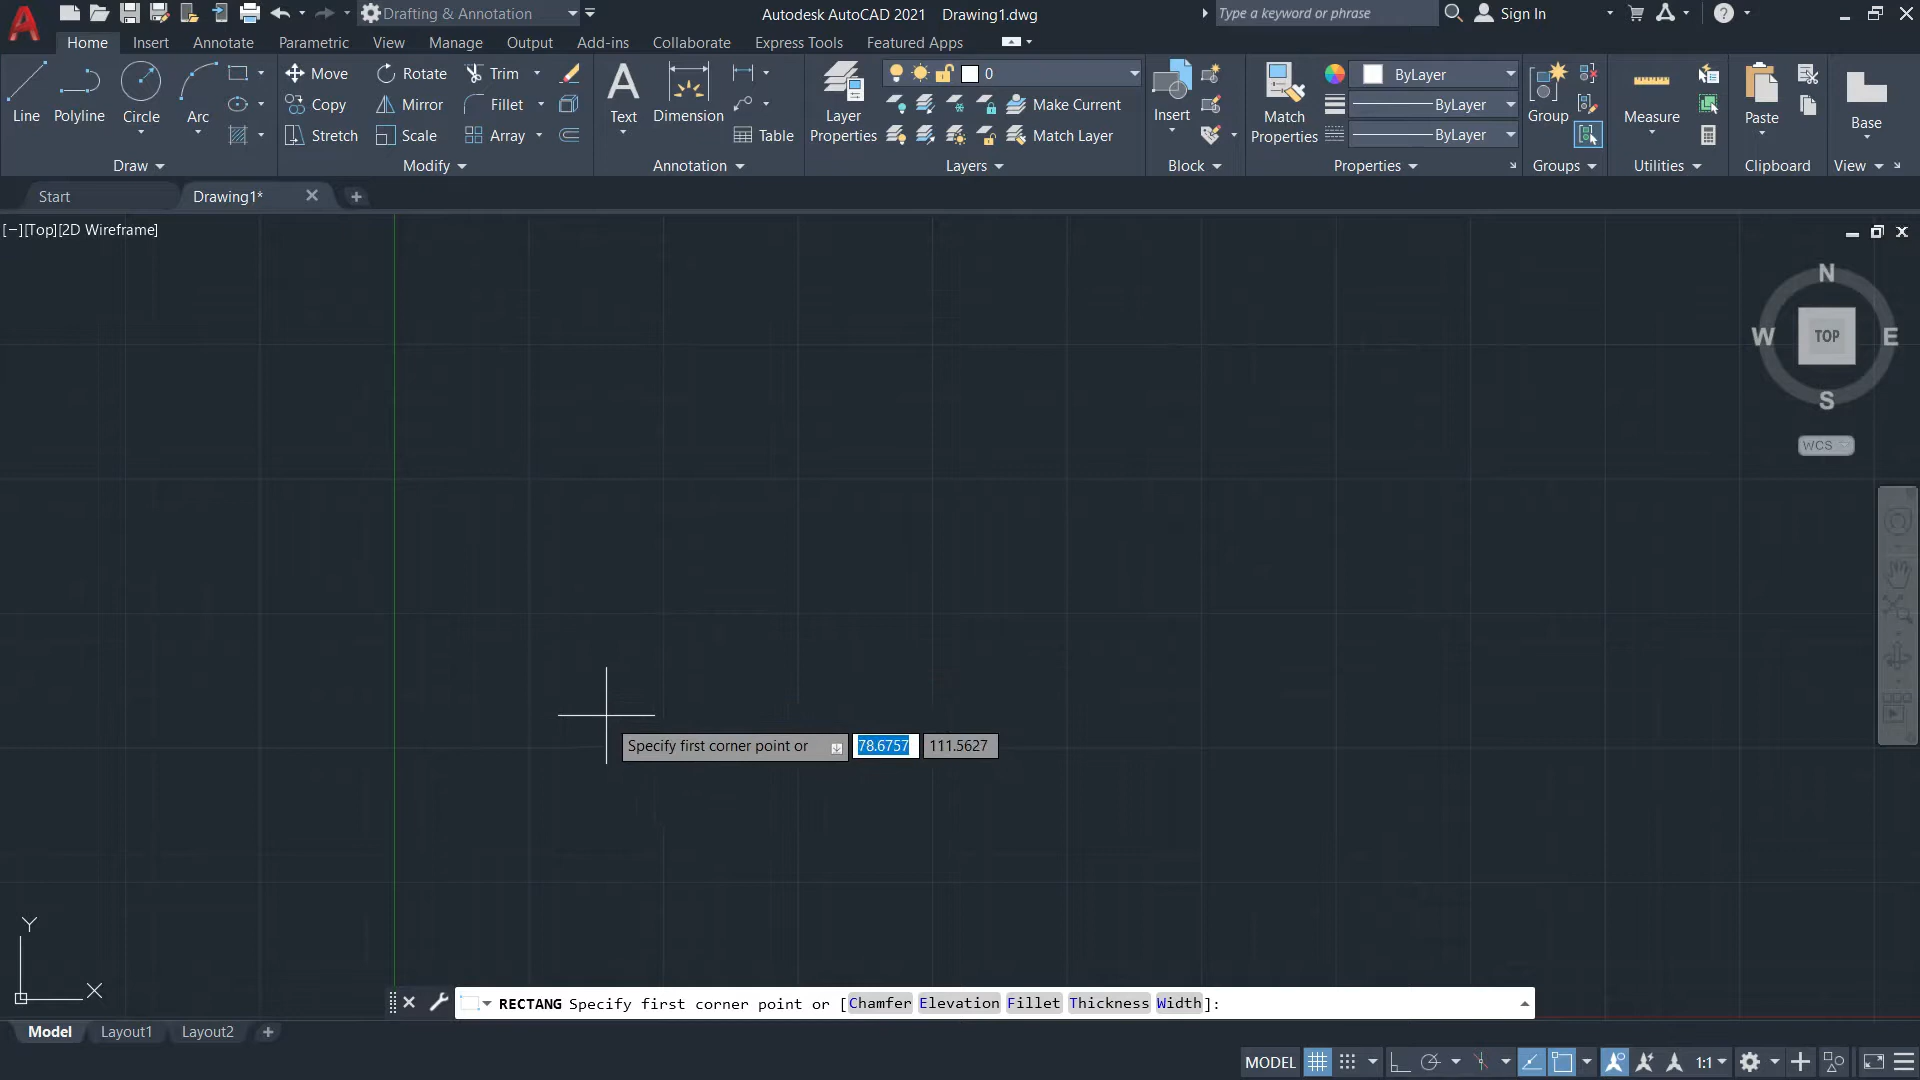 Drafting & Annotation
Autodesk AutoCAD 2021 Drawing1.dwg
Type a keyword or phrase
Sign In
Home Insert Annotate Parametric View Manage Output Add-ins Collaborate Express Tools Featured Apps
Line Polyline Circle Arc
Move Rotate Trim
Copy Mirror Fillet
Stretch Scale Array
Text Dimension Table
Layer Properties
0
Make Current
Match Layer
Insert
Match Properties
ByLayer
ByLayer
ByLayer
Group
Measure
Paste
Base
Draw Modify Annotation Layers Block Properties Groups Utilities Clipboard View
Start Drawing1*
[−][Top][2D Wireframe]
N
W TOP E
S
WCS
Specify first corner point or 78.6757 111.5627
Y
X
RECTANG Specify first corner point or [Chamfer Elevation Fillet Thickness Width]:
Model Layout1 Layout2
MODEL 1:1